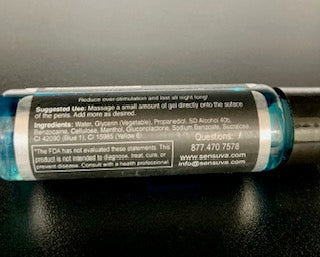 Reduce over-stimulation and last all night long!
Suggested Use: Massage a small amount of gel directly onto the suface
of the penis. Add more as desired.
Ingredients: Water, Glycerin (Vegetable), Propanediol, SD Alcohol 40b,
Benzocaine, Cellulose, Menthol, Gluconolactone, Sodium Benzoate, Sucralose,
CI 42090 (Blue 1), CI 15985 (Yellow 6)
Questions:
*The FDA has not evaluated these statements. This
product is not intended to diagnose, treat, cure, or
prevent disease. Consult with a health professional.
877.470.7578
www.sensuva.com
info@sensuva.com